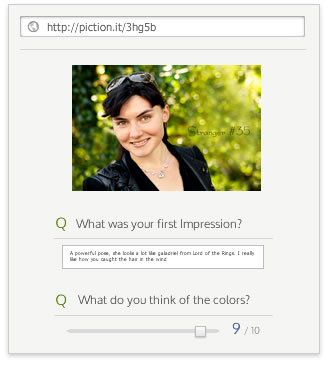 http://piction.it/3hg5b
Stranger #35
Q What was your first Impression?
A powerful pose, she looks a lot like galadriel from Lord of the Rings. I really
like how you caught the hair in the wind
Q What do you think of the colors?
9 / 10